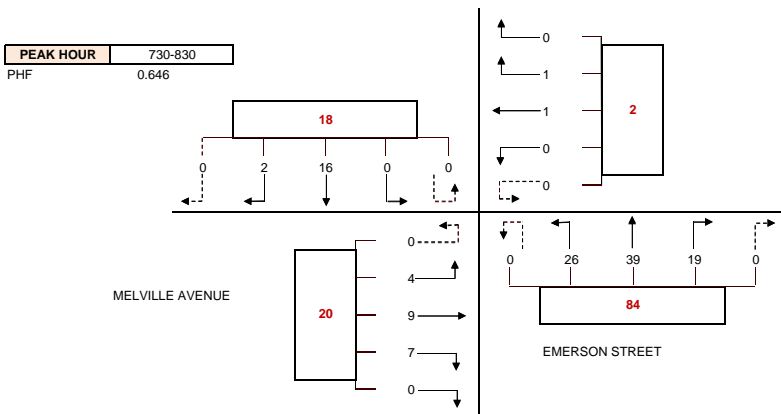 PEAK HOUR 730-830
PHF 0.646
0
1
1
0
0
2
18
0 2 16 0 0
0
4
9
7
0
20
MELVILLE AVENUE
0 26 39 19 0
84
EMERSON STREET